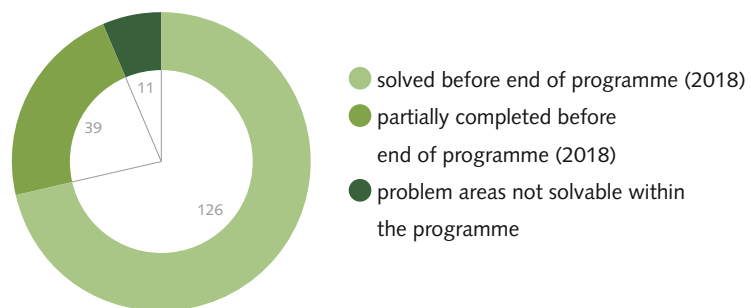 11
39
126
solved before end of programme (2018)
partially completed before
end of programme (2018)
problem areas not solvable within
the programme